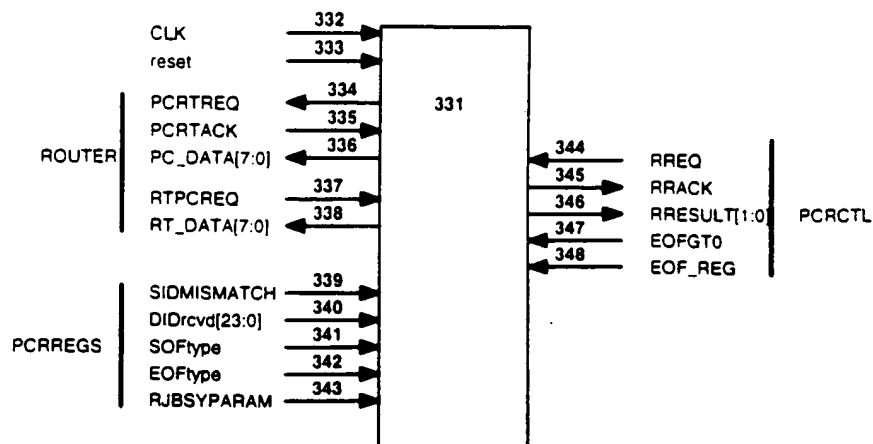 CLK 332
reset 333
PCRTREQ 334
PCRTACK 335
PC_DATA[7:0] 336
ROUTER
RTPCREQ 337
RT_DATA[7:0] 338
SIDMISMATCH 339
DIDrcvd[23:0] 340
PCRREGS
SOFtype 341
EOFtype 342
RJBSYPARAM 343
331
344 RREQ
345 RRACK
346 RRESULT[1:0]
PCRCTL
347 EOFGT0
348 EOF_REG